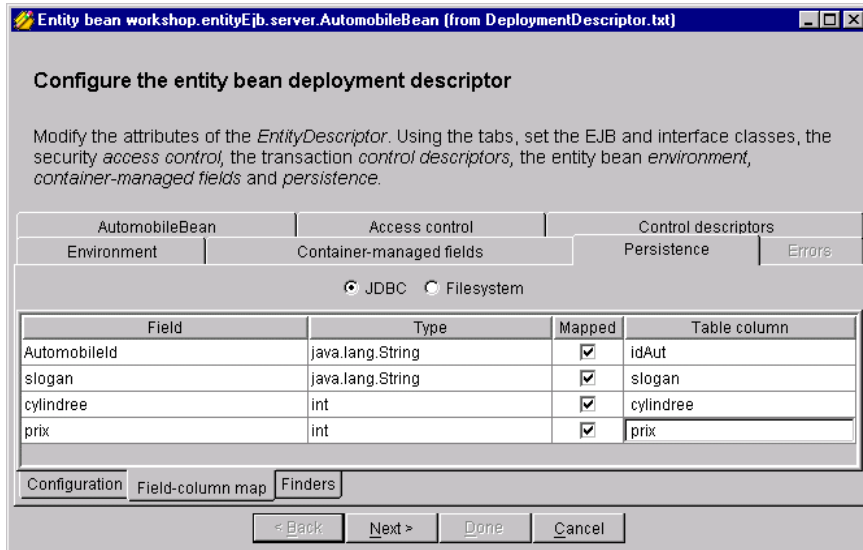 Entity bean workshop.entityEjb.server.AutomobileBean (from DeploymentDescriptor.txt)
Configure the entity bean deployment descriptor
Modify the attributes of the EntityDescriptor. Using the tabs, set the EJB and interface classes, the
security access control, the transaction control descriptors, the entity bean environment,
container-managed fields and persistence.
AutomobileBean Access control Control descriptors
Environment Container-managed fields Persistence Errors
JDBC Filesystem
Field Type Mapped Table column
AutomobileId java.lang.String idAut
slogan java.lang.String slogan
cylindree int cylindree
prix int prix
Configuration Field-column map Finders
< Back Next > Done Cancel